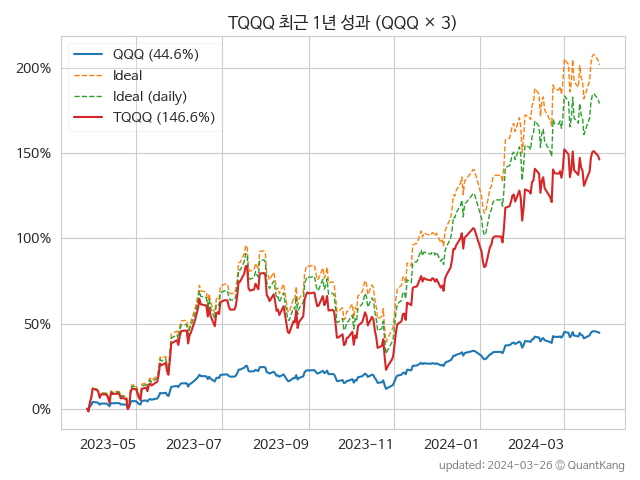 TQQQ 최근 1년 성과 (QQQ × 3)
QQQ (44.6%)
Ideal
Ideal (daily)
TQQQ (146.6%)
200%
150%
100%
50%
0%
2023-05 2023-07 2023-09 2023-11 2024-01 2024-03
updated: 2024-03-26 © QuantKang